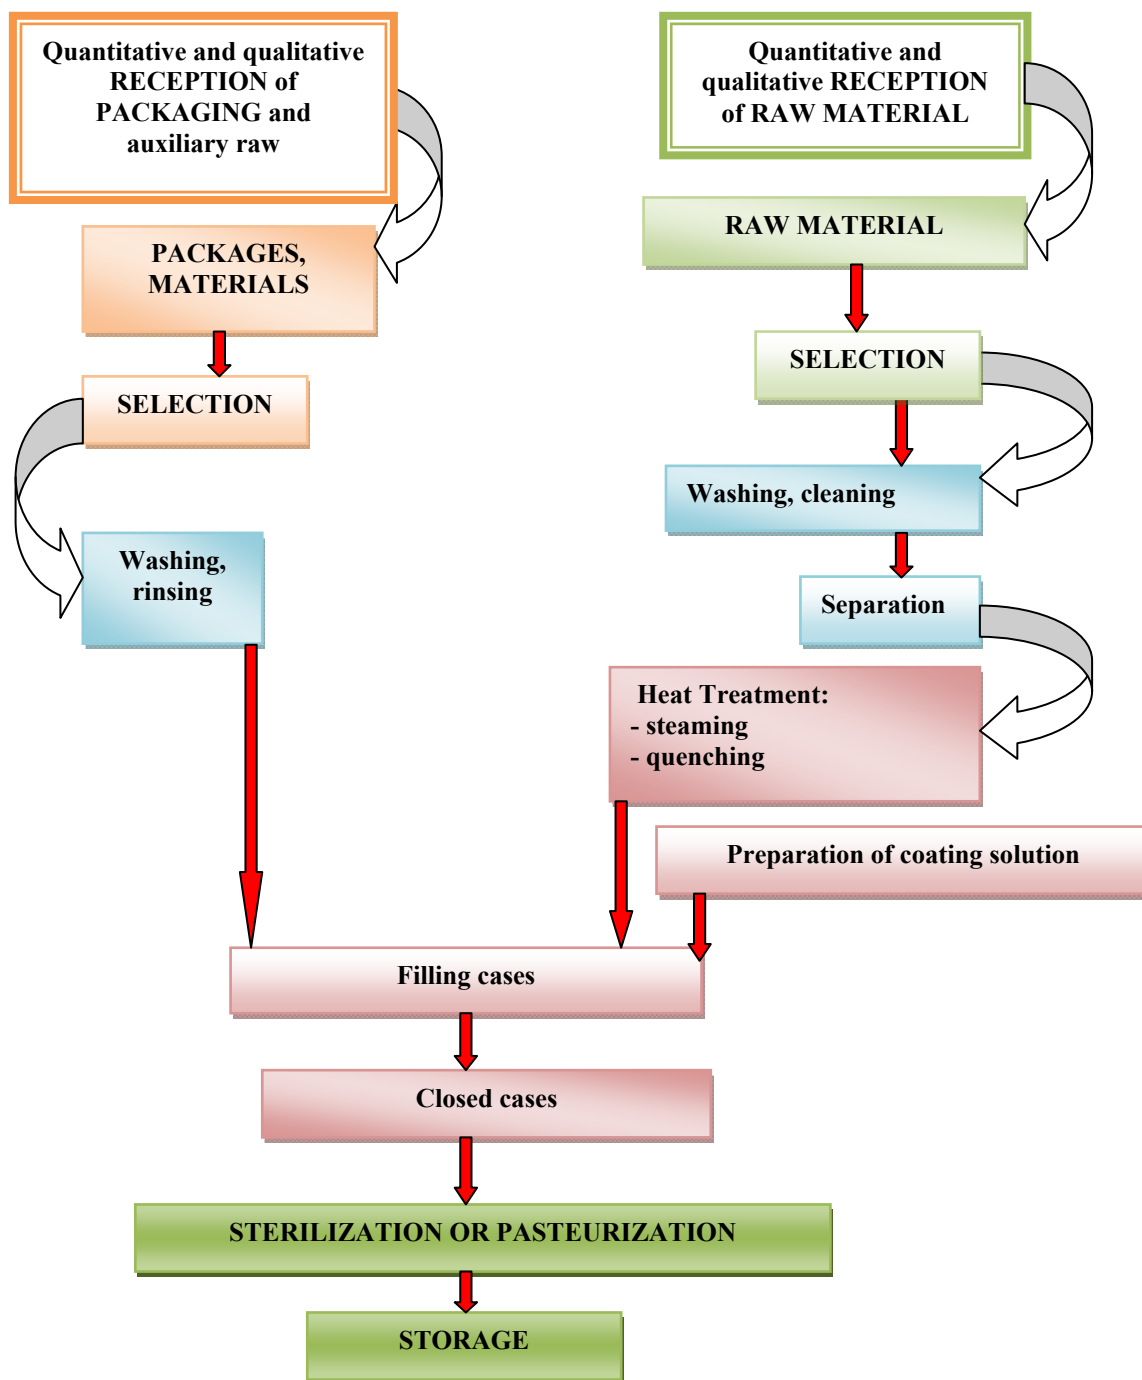 Quantitative and qualitative
RECEPTION of
PACKAGING and
auxiliary raw
Quantitative and
qualitative RECEPTION
of RAW MATERIAL
PACKAGES,
MATERIALS
RAW MATERIAL
SELECTION
SELECTION
Washing, cleaning
Washing,
rinsing
Separation
Heat Treatment:
- steaming
- quenching
Preparation of coating solution
Filling cases
Closed cases
STERILIZATION OR PASTEURIZATION
STORAGE